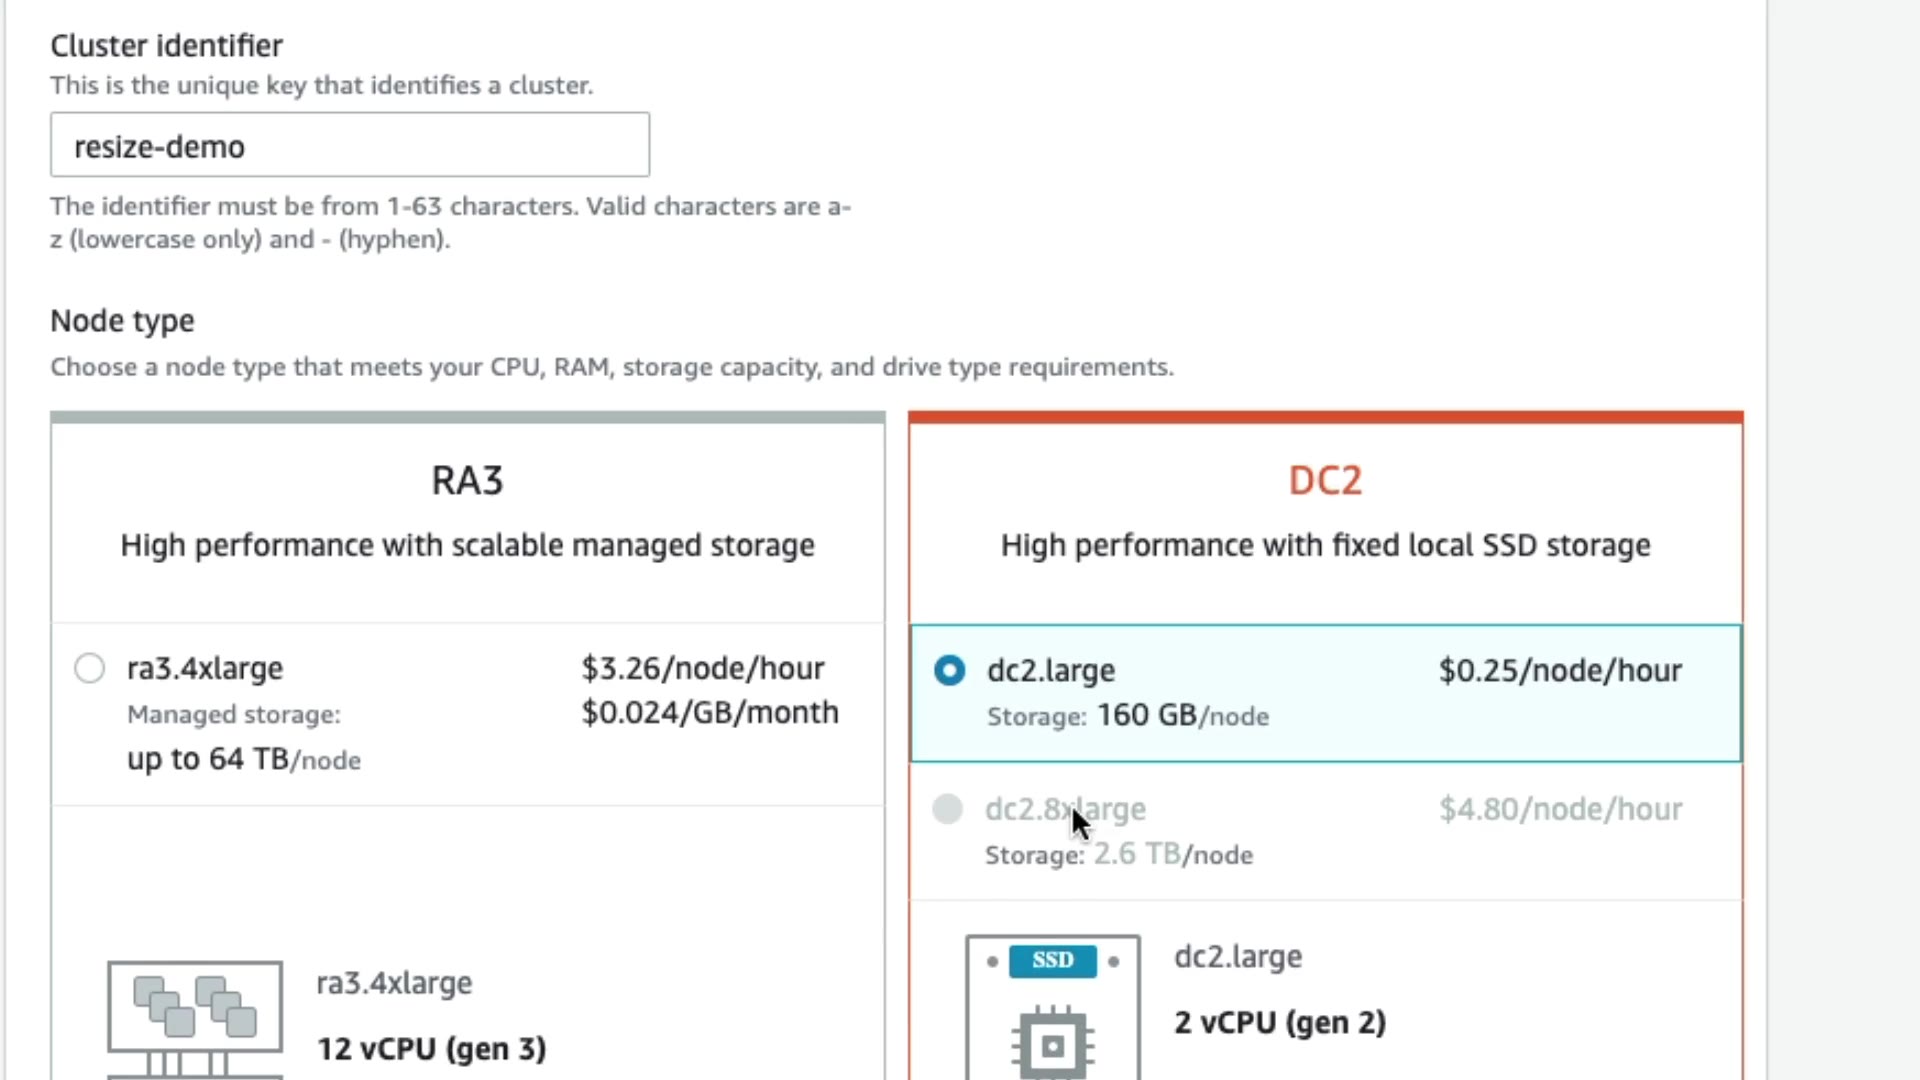 Cluster identifier
This is the unique key that identifies a cluster.
resize-demo
The identifier must be from 1-63 characters. Valid characters are a-
z (lowercase only) and - (hyphen).
Node type
Choose a node type that meets your CPU, RAM, storage capacity, and drive type requirements.
RA3
High performance with scalable managed storage
ra3.4xlarge $3.26/node/hour
Managed storage: $0.024/GB/month
up to 64 TB/node
ra3.4xlarge
12 vCPU (gen 3)
DC2
High performance with fixed local SSD storage
dc2.large $0.25/node/hour
Storage: 160 GB/node
dc2.8xlarge $4.80/node/hour
Storage: 2.6 TB/node
SSD
dc2.large
2 vCPU (gen 2)